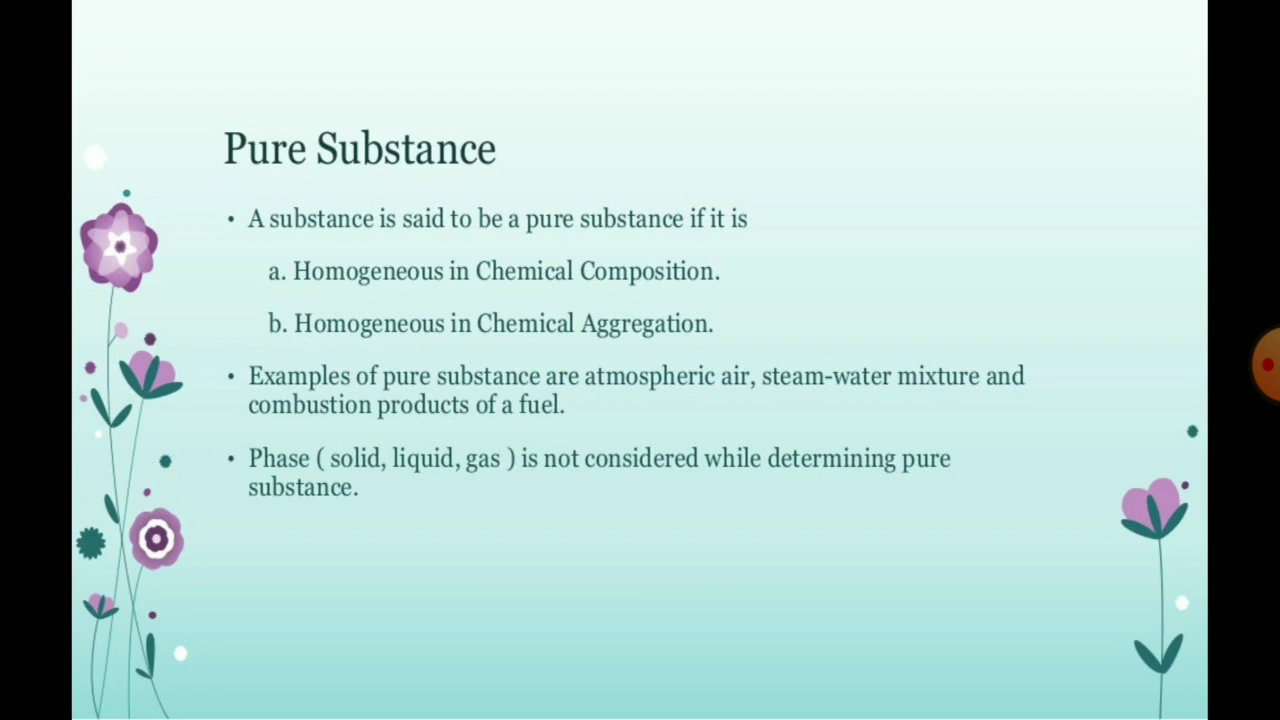 Pure Substance
• A substance is said to be a pure substance if it is
a. Homogeneous in Chemical Composition.
b. Homogeneous in Chemical Aggregation.
• Examples of pure substance are atmospheric air, steam-water mixture and
combustion products of a fuel.
• Phase ( solid, liquid, gas ) is not considered while determining pure
substance.